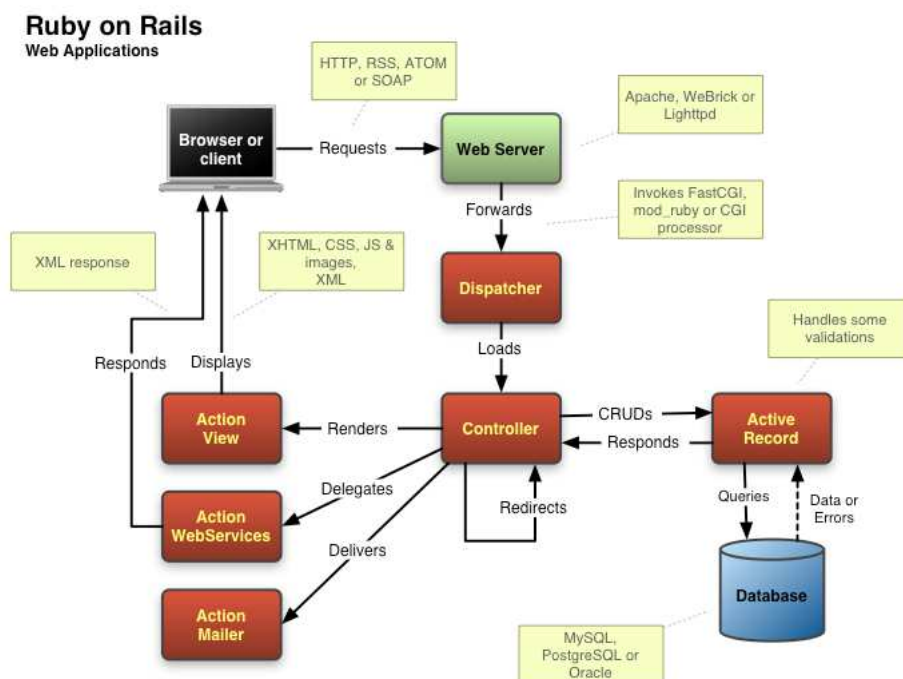 Ruby on Rails
Web Applications
HTTP, RSS, ATOM
or SOAP
Apache, WeBrick or
Lighttpd
Browser or
client
Requests
Web Server
Invokes FastCGI,
mod_ruby or CGI
processor
Forwards
XML response
XHTML, CSS, JS &
images,
XML
Dispatcher
Handles some
validations
Loads
Responds
Displays
Action
View
Renders
Controller
CRUDs
Responds
Active
Record
Delegates
Redirects
Queries
Data or
Errors
Action
WebServices
Delivers
Database
Action
Mailer
MySQL,
PostgreSQL or
Oracle